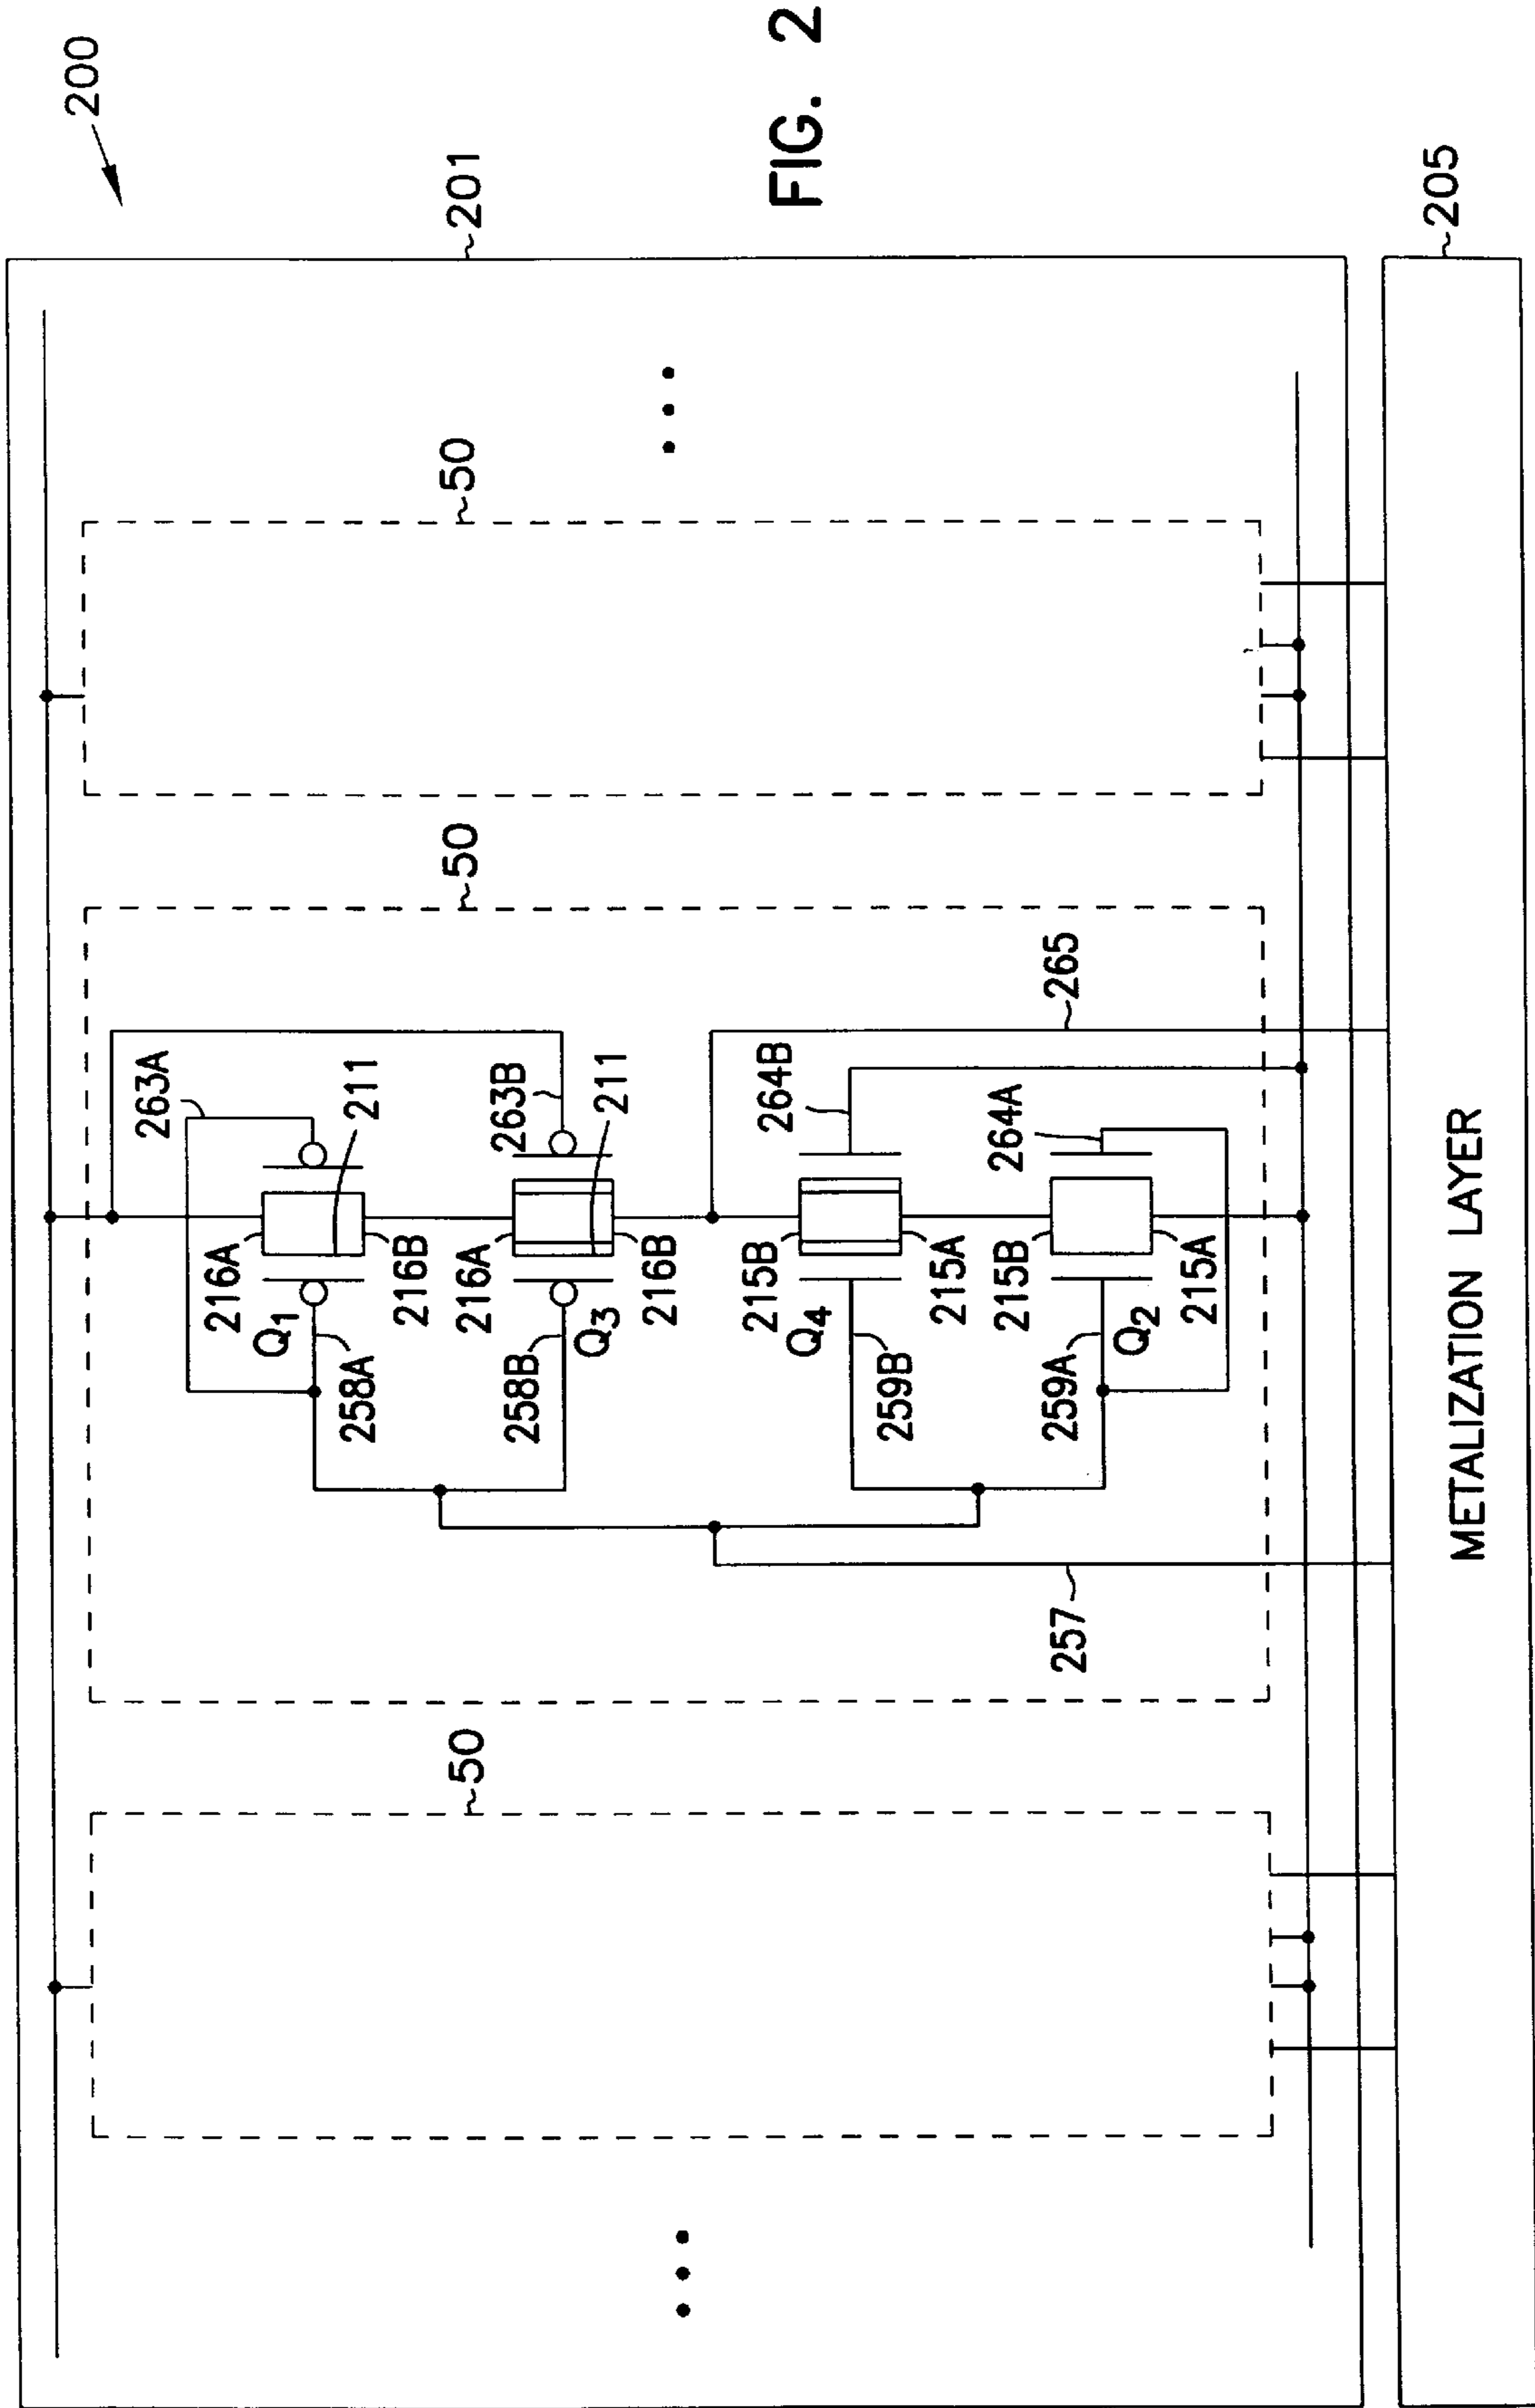 200
201
FIG. 2
50
50
50
263A
211
216A
Q1
258A
216B
263B
211
216A
258B
Q3
216B
265
264B
215B
Q4
215A
259B
264A
215B
259A
Q2
215A
257
205
METALIZATION LAYER